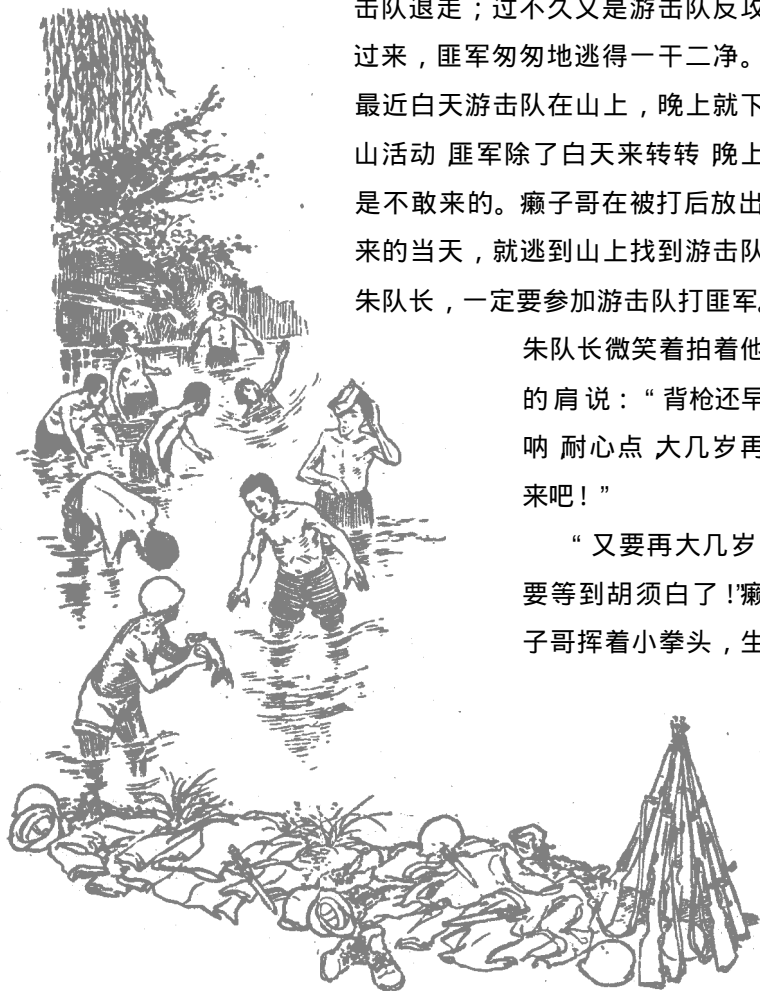 击队退走；过不久又是游击队反攻
过来，匪军匆匆地逃得一干二净。
最近白天游击队在山上，晚上就下
山活动 匪军除了白天来转转 晚上
是不敢来的。癞子哥在被打后放出
来的当天，就逃到山上找到游击队
朱队长，一定要参加游击队打匪军。
朱队长微笑着拍着他
的肩说：“背枪还早
呐 耐心点 大几岁再
来吧！”
“又要再大几岁
要等到胡须白了！”癞
子哥挥着小拳头，生